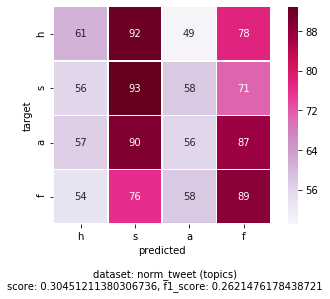 h 61 92 49 78
s 56 93 58 71
a 57 90 56 87
f 54 76 58 89
h s a f
target
predicted
88
80
72
64
56
dataset: norm_tweet (topics)
score: 0.30451211380306736, f1_score: 0.2621476178438721